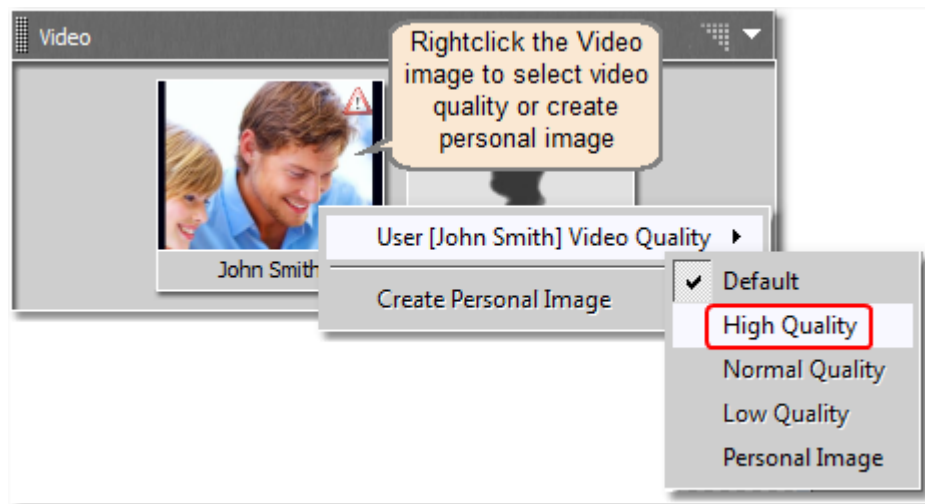 Video
Rightclick the Video
image to select video
quality or create
personal image
John Smith
User [John Smith] Video Quality
Create Personal Image
Default
High Quality
Normal Quality
Low Quality
Personal Image